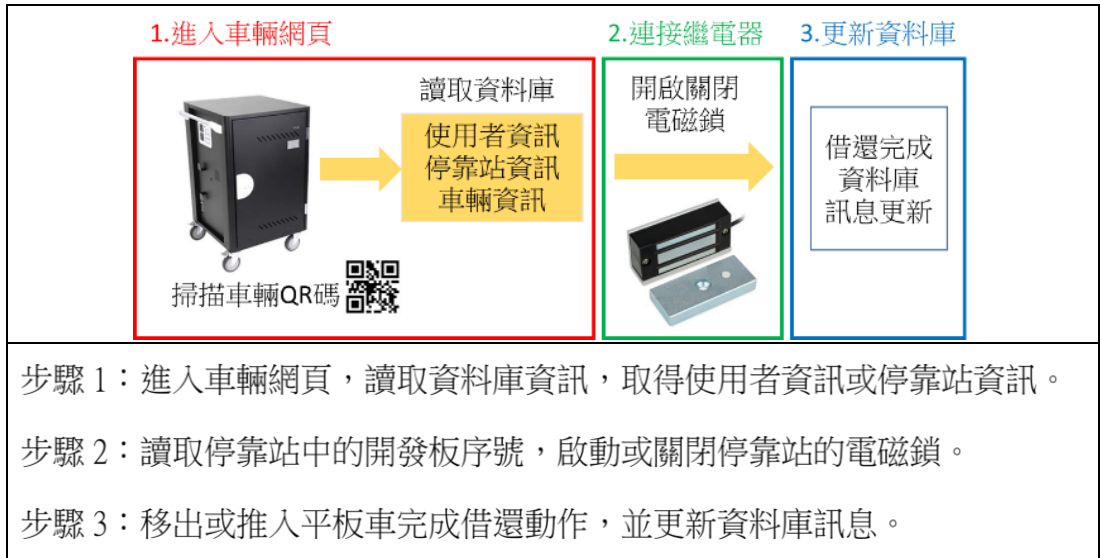 1.進入車輛網頁
2.連接繼電器
3.更新資料庫
讀取資料庫
使用者資訊
停靠站資訊
車輛資訊
掃描車輛QR碼
開啟關閉
電磁鎖
借還完成
資料庫
訊息更新
步驟 1：進入車輛網頁，讀取資料庫資訊，取得使用者資訊或停靠站資訊。
步驟 2：讀取停靠站中的開發板序號，啟動或關閉停靠站的電磁鎖。
步驟 3：移出或推入平板車完成借還動作，並更新資料庫訊息。